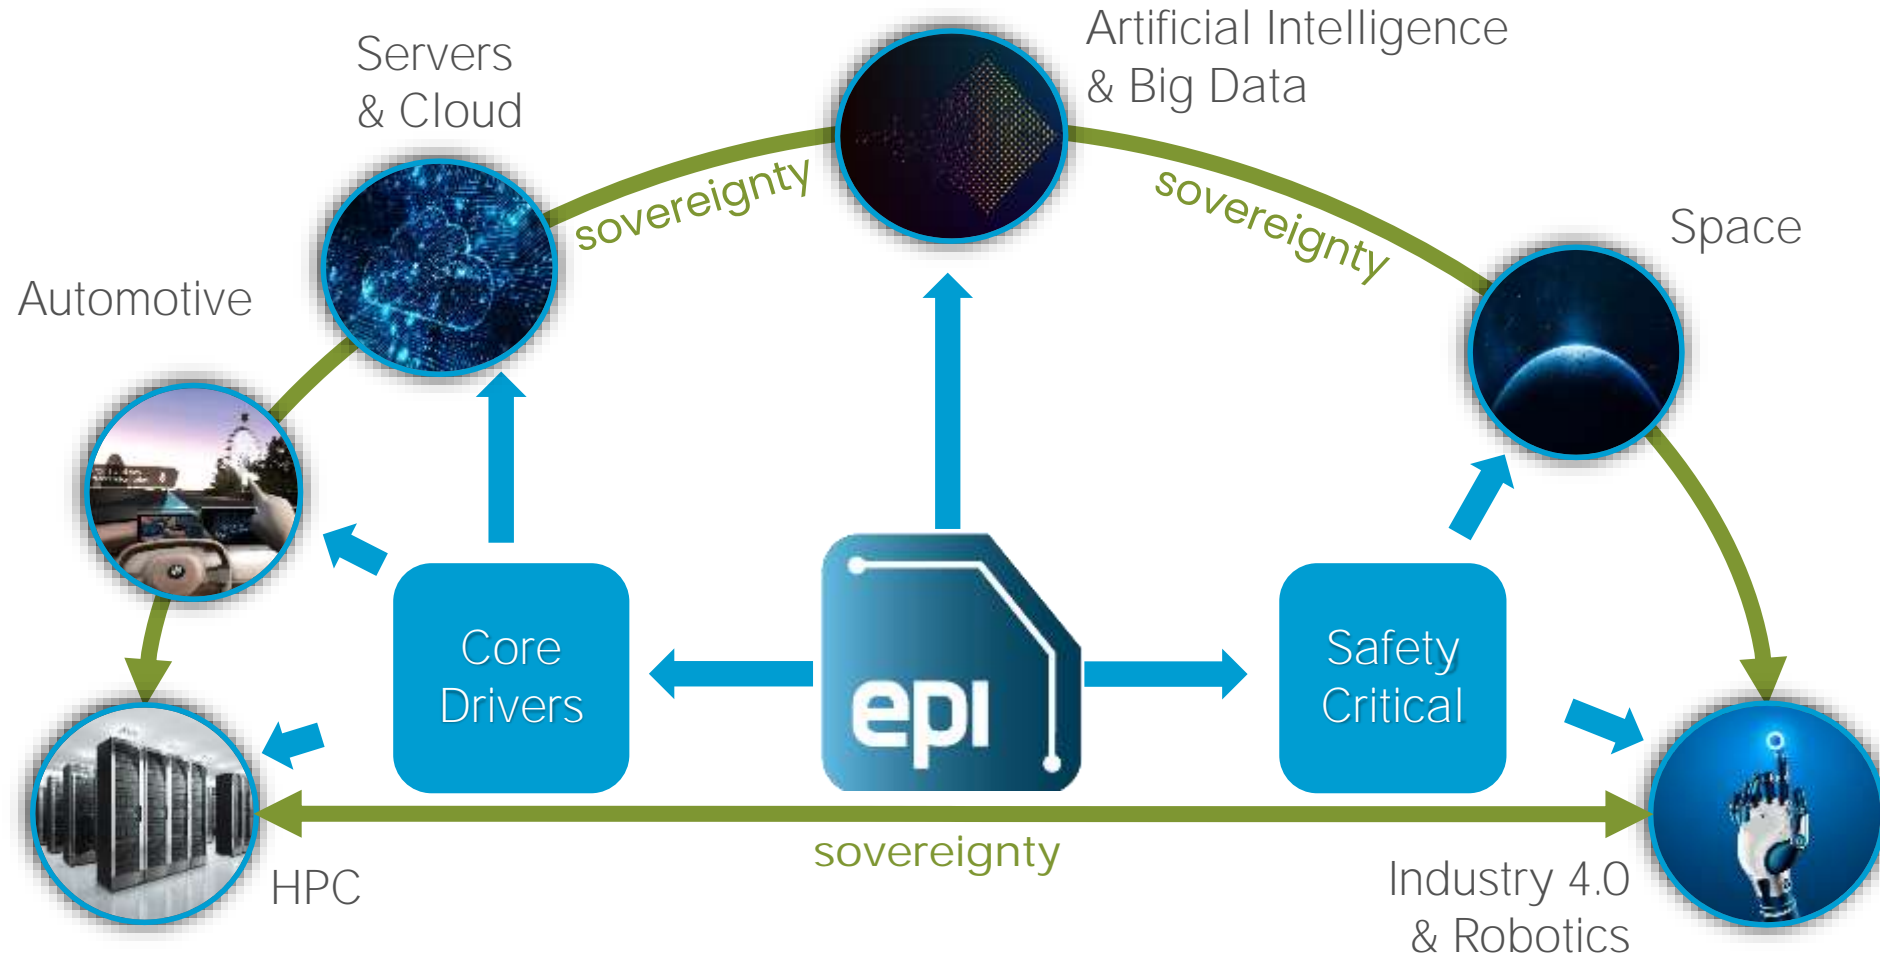 Artificial Intelligence
& Big Data
Servers
& Cloud
sovereignty
sovereignty
Space
Automotive
Core
Drivers
epi
Safety
Critical
sovereignty
HPC
Industry 4.0
& Robotics